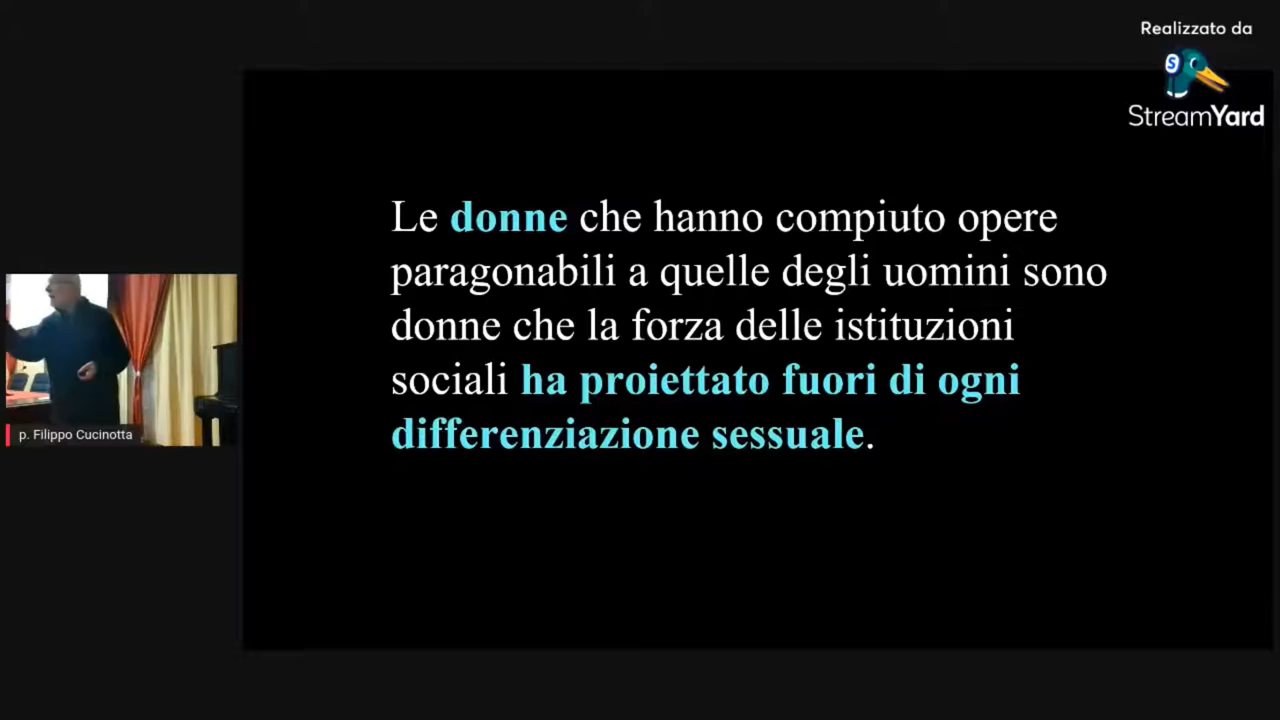 Realizzato da
S
StreamYard
Le donne che hanno compiuto opere
paragonabili a quelle degli uomini sono
donne che la forza delle istituzioni
sociali ha proiettato fuori di ogni
differenziazione sessuale.
p. Filippo Cucinotta